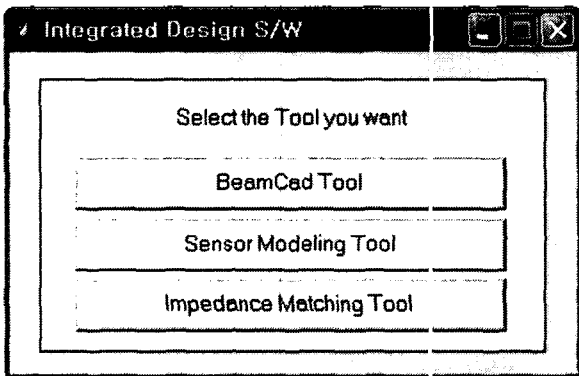 Integrated Design S/W
Select the Tool you want
BeamCad Tool
Sensor Modeling Tool
Impedance Matching Tool